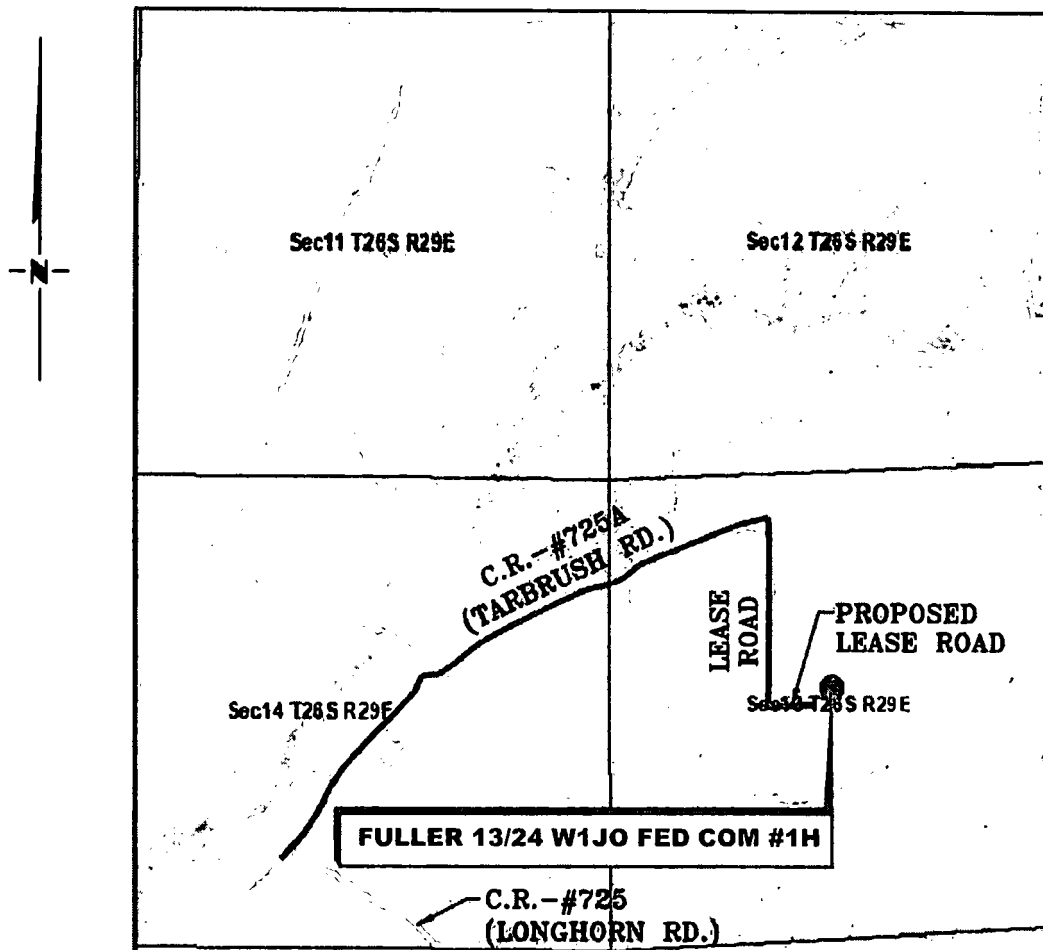 N
Sec11 T26S R29E
Sec12 T26S R29E
C.R.-#725A
(TARBRUSH RD.)
LEASE
ROAD
PROPOSED
LEASE ROAD
Sec14 T26S R29E
Sec13 T26S R29E
FULLER 13/24 W1JO FED COM #1H
C.R.-#725
(LONGHORN RD.)